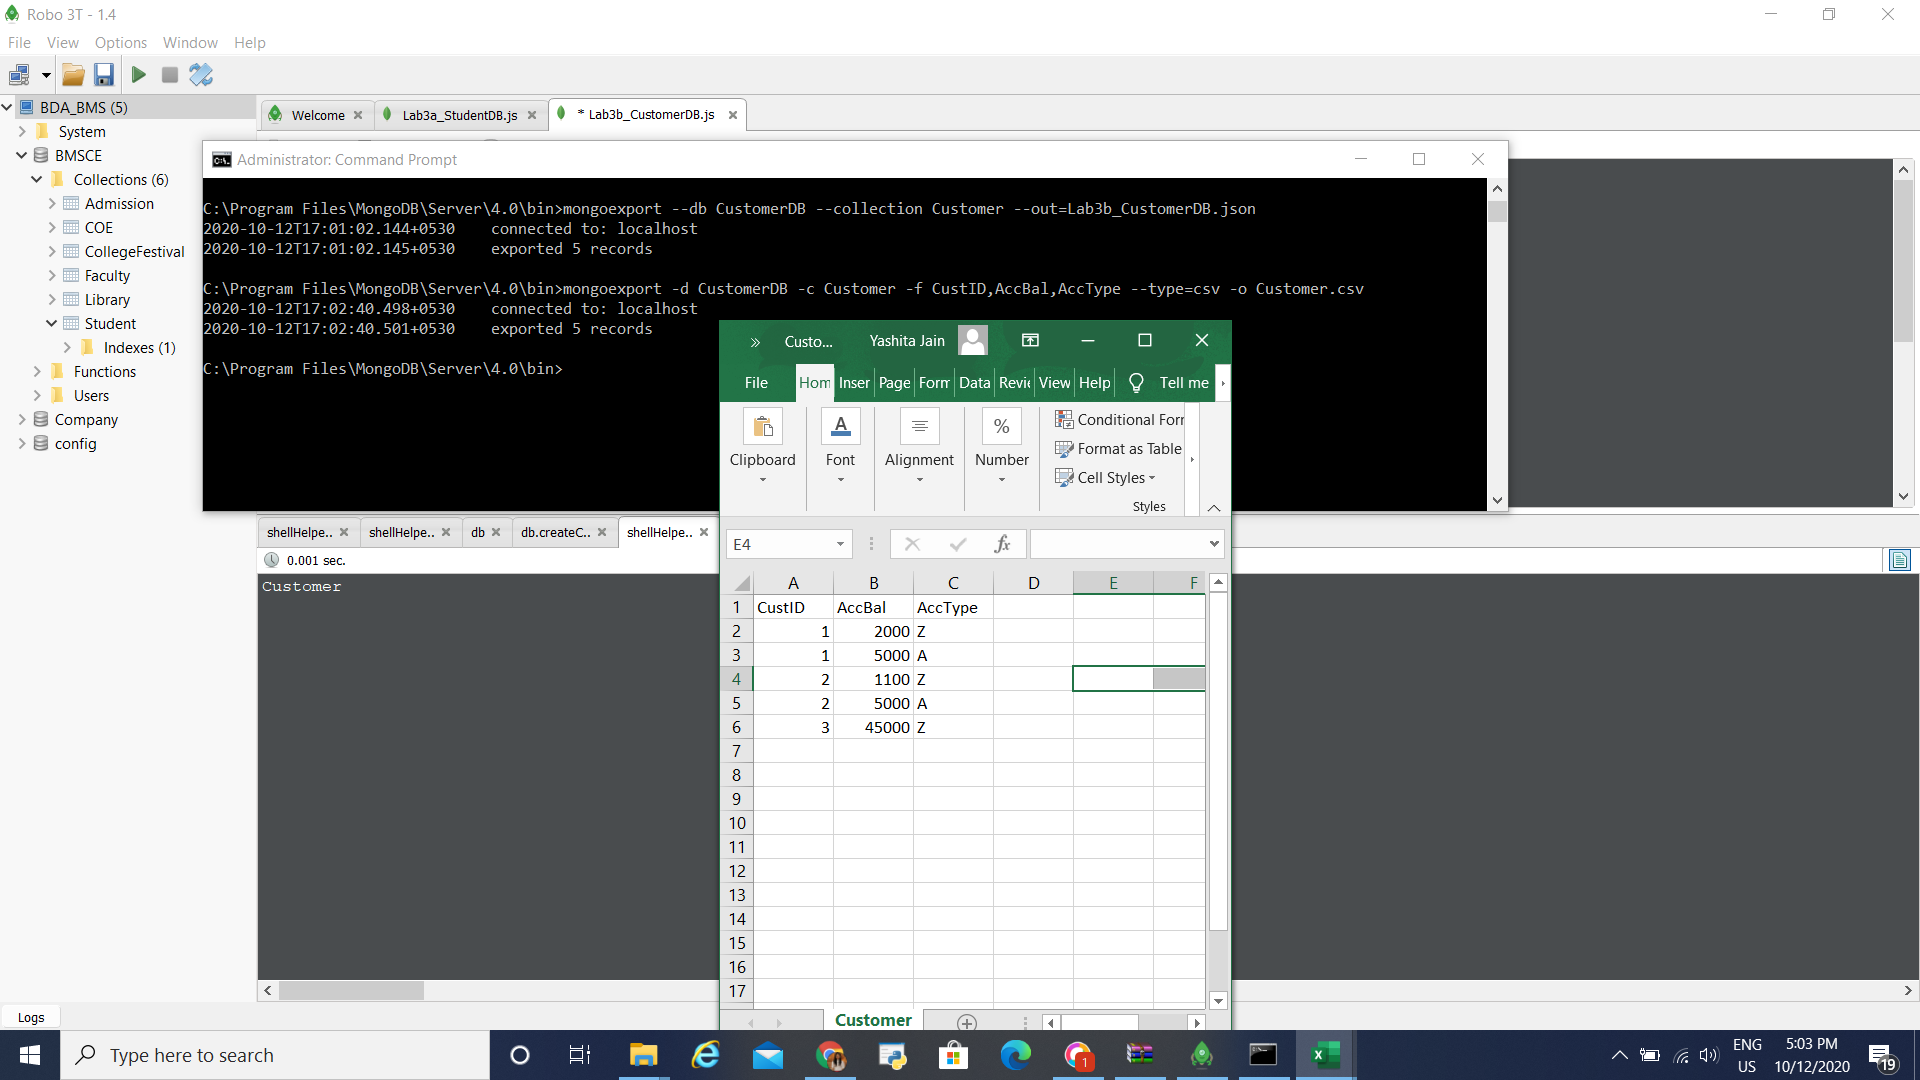 Robo 3T - 1.4
File View Options Window Help
BDA_BMS (5)
System
BMSCE
Collections (6)
Admission
COE
CollegeFestival
Faculty
Library
Student
Indexes (1)
Functions
Users
Company
config
Welcome
Lab3a_StudentDB.js
* Lab3b_CustomerDB.js
Administrator: Command Prompt
C:\Program Files\MongoDB\Server\4.0\bin>mongoexport --db CustomerDB --collection Customer --out=Lab3b_CustomerDB.json
2020-10-12T17:01:02.144+0530 connected to: localhost
2020-10-12T17:01:02.145+0530 exported 5 records
C:\Program Files\MongoDB\Server\4.0\bin>mongoexport -d CustomerDB -c Customer -f CustID,AccBal,AccType --type=csv -o Customer.csv
2020-10-12T17:02:40.498+0530 connected to: localhost
2020-10-12T17:02:40.501+0530 exported 5 records
C:\Program Files\MongoDB\Server\4.0\bin>
shellHelpe.. shellHelpe.. db db.createC.. shellHelpe..
0.001 sec.
Customer
Custo... Yashita Jain
File Hom Inser Page Form Data Revie View Help Tell me
Clipboard
Font
Alignment
%
Number
Conditional For
Format as Table
Cell Styles
Styles
E4
fx
A B C D E F
1 CustID AccBal AccType
2 1 2000 Z
3 1 5000 A
4 2 1100 Z
5 2 5000 A
6 3 45000 Z
7
8
9
10
11
12
13
14
15
16
17
Customer
Logs
Type here to search
1
ENG
US
5:03 PM
10/12/2020
19